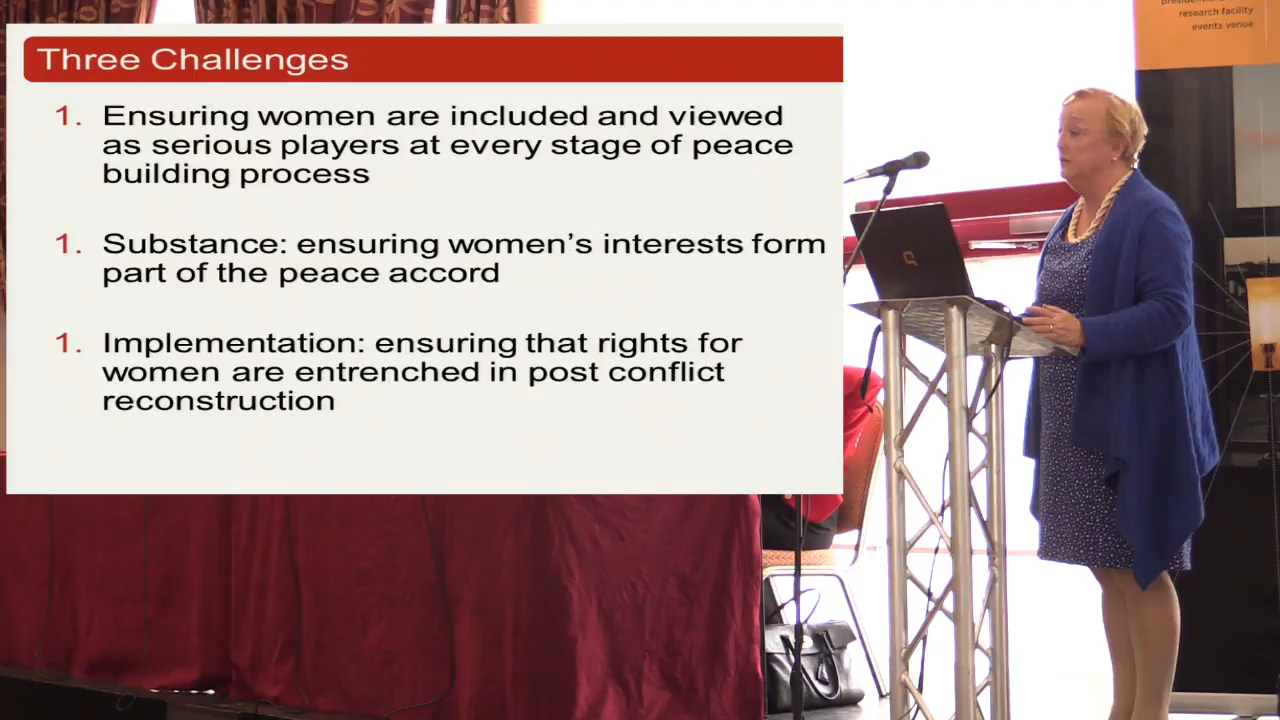 Three Challenges
1. Ensuring women are included and viewed
as serious players at every stage of peace
building process
1. Substance: ensuring women's interests form
part of the peace accord
1. Implementation: ensuring that rights for
women are entrenched in post conflict
reconstruction
research facility
events venue